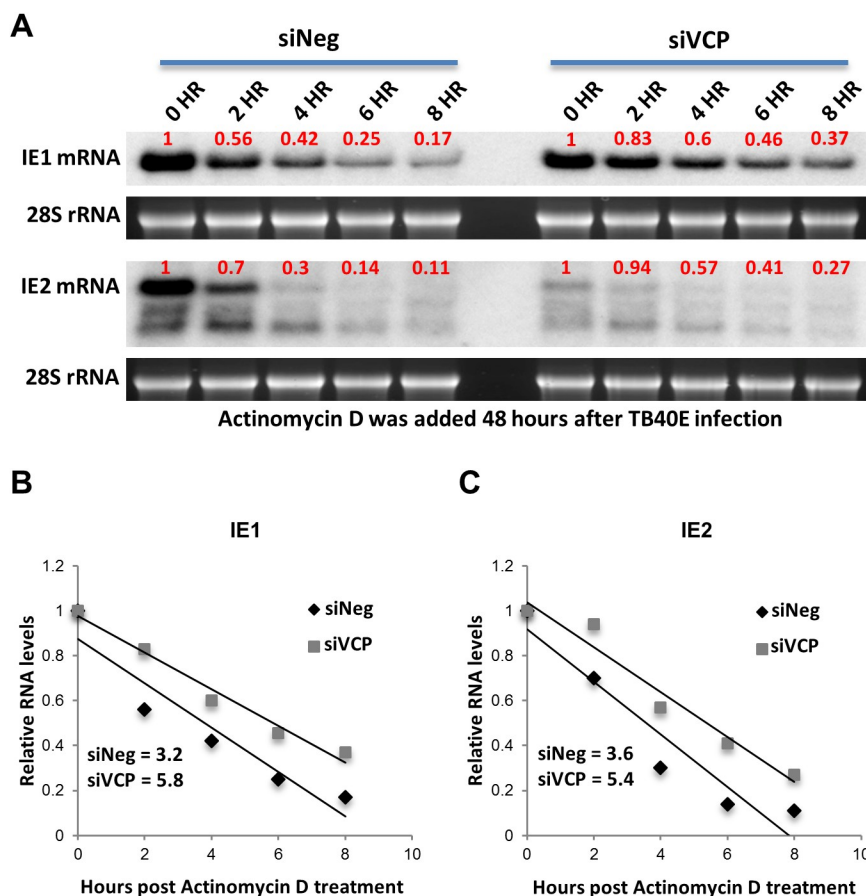 A
siNeg siVCP
0 HR 2 HR 4 HR 6 HR 8 HR 0 HR 2 HR 4 HR 6 HR 8 HR
IE1 mRNA 1 0.56 0.42 0.25 0.17 1 0.83 0.6 0.46 0.37
28S rRNA
IE2 mRNA 1 0.7 0.3 0.14 0.11 1 0.94 0.57 0.41 0.27
28S rRNA
Actinomycin D was added 48 hours after TB40E infection
B
IE1
Relative RNA levels
1.2
1
0.8
0.6
0.4
0.2
0
siNeg
siVCP
siNeg = 3.2
siVCP = 5.8
0 2 4 6 8 10
Hours post Actinomycin D treatment
C
IE2
Relative RNA levels
1.2
1
0.8
0.6
0.4
0.2
0
siNeg
siVCP
siNeg = 3.6
siVCP = 5.4
0 2 4 6 8 10
Hours post Actinomycin D treatment